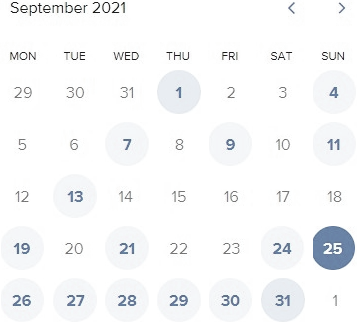 September 2021
MON TUE WED THU FRI SAT SUN
29 30 31 1 2 3 4
5 6 7 8 9 10 11
12 13 14 15 16 17 18
19 20 21 22 23 24 25
26 27 28 29 30 31 1